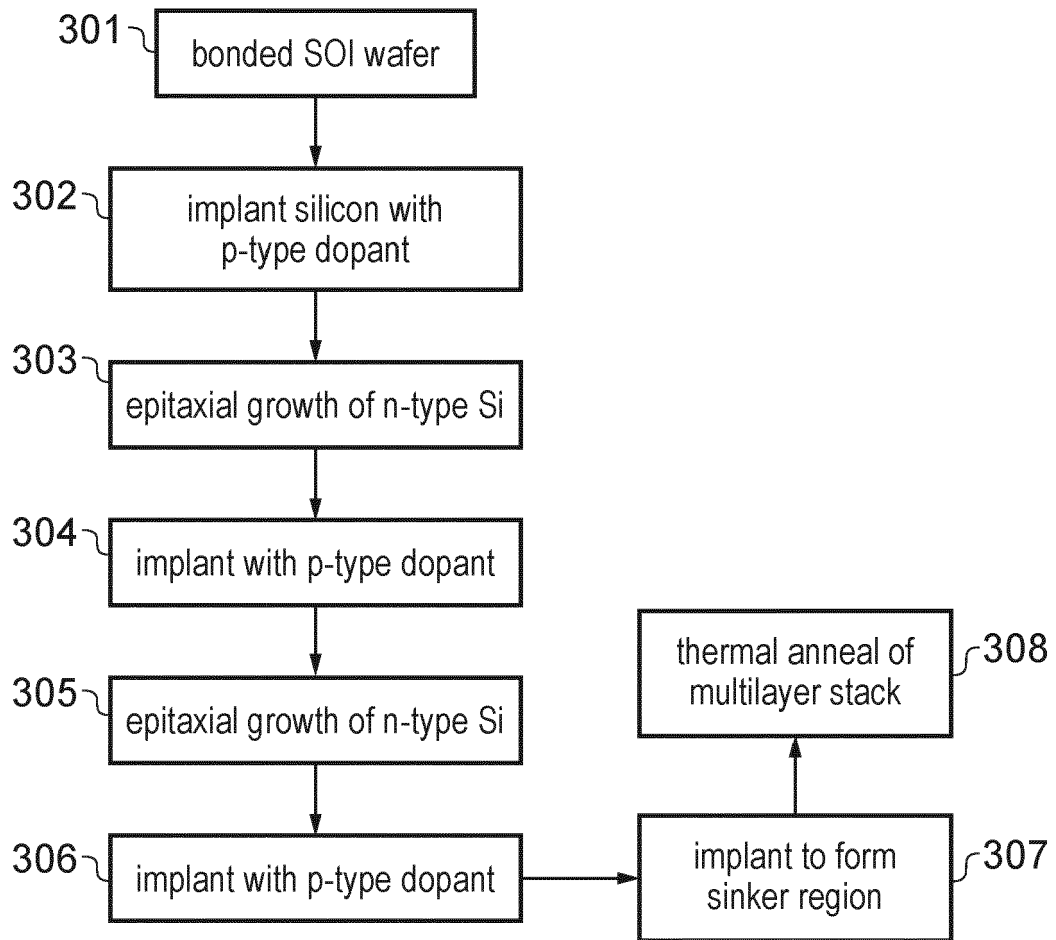 301
bonded SOI wafer
302
implant silicon with
p-type dopant
303
epitaxial growth of n-type Si
304
implant with p-type dopant
305
epitaxial growth of n-type Si
306
implant with p-type dopant
implant to form
sinker region
307
thermal anneal of
multilayer stack
308